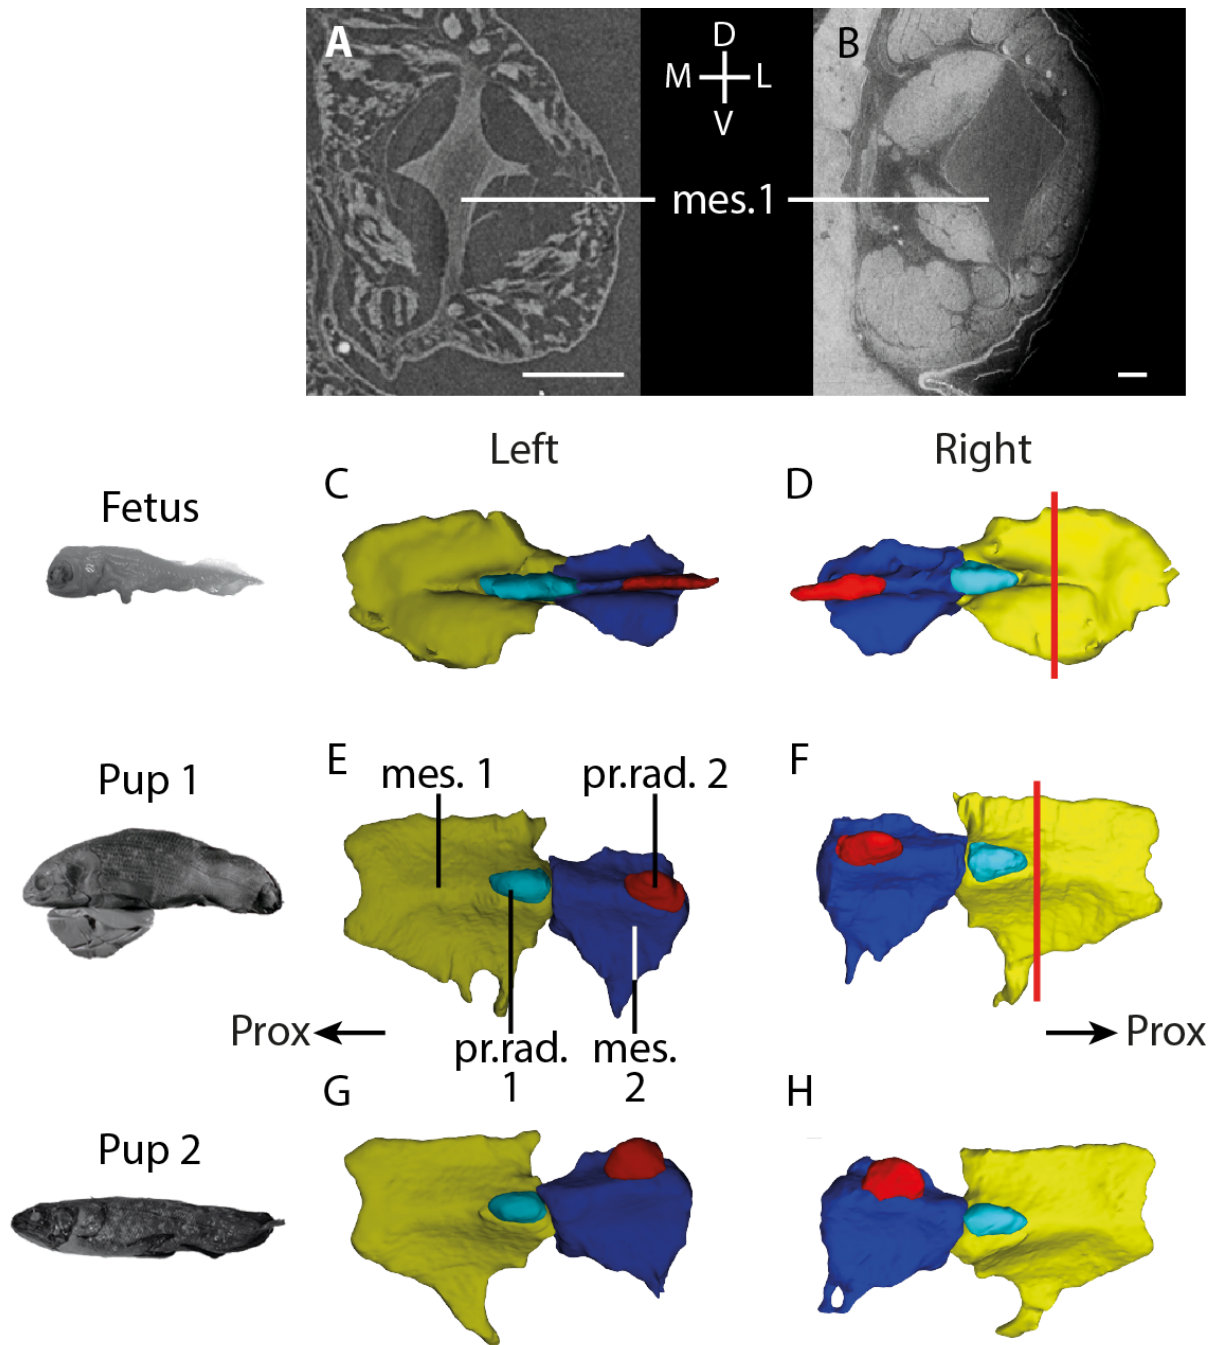 A
D
M L
V
B
mes.1
Left
Right
C
D
Fetus
Pup 1
E
mes. 1
pr.rad. 2
F
Prox
pr.rad.
1
mes.
2
Prox
G
H
Pup 2